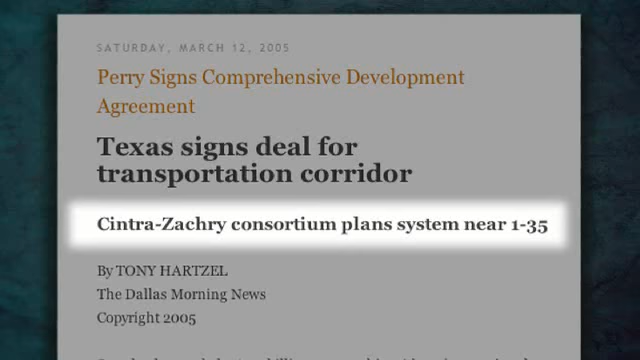 SATURDAY, MARCH 12, 2005
Perry Signs Comprehensive Development
Agreement
Texas signs deal for
transportation corridor
Cintra-Zachry consortium plans system near 1-35
By TONY HARTZEL
The Dallas Morning News
Copyright 2005